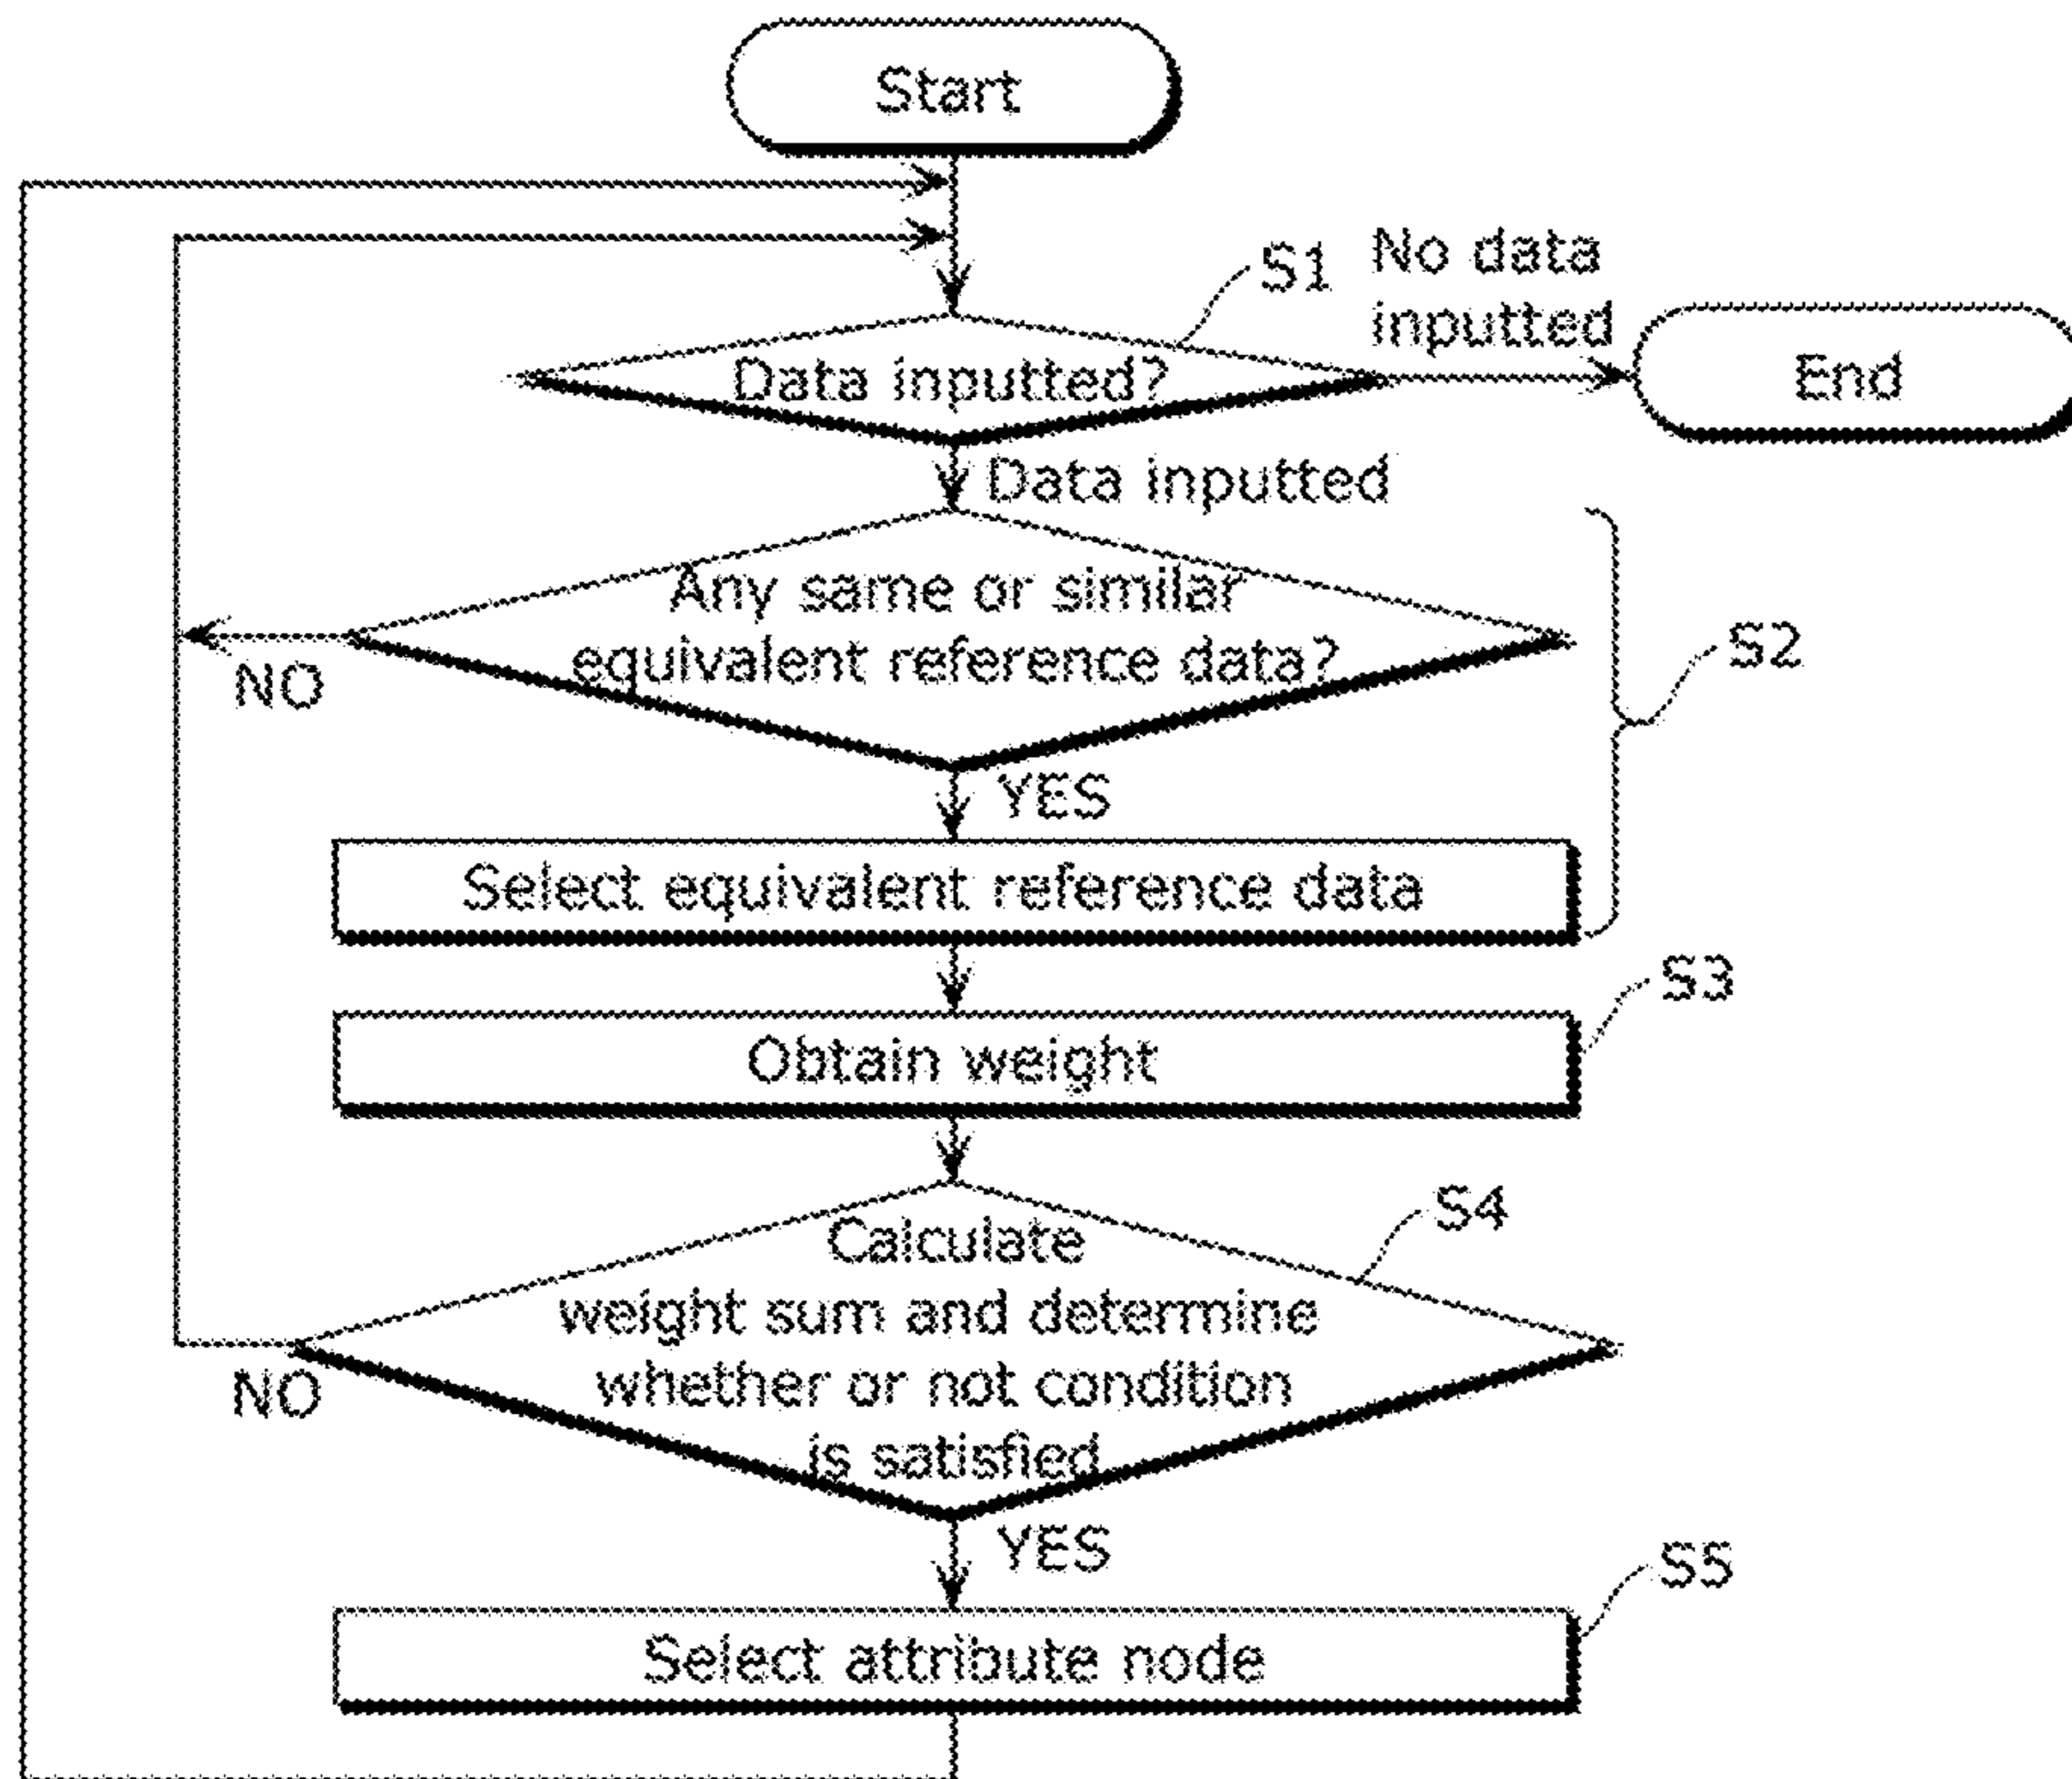 Start
S1
No data
inputted
Data inputted?
End
Data inputted
Any same or similar
equivalent reference data?
S2
NO
YES
Select equivalent reference data
S3
Obtain weight
S4
Calculate
weight sum and determine
whether or not condition
is satisfied
NO
YES
S5
Select attribute node